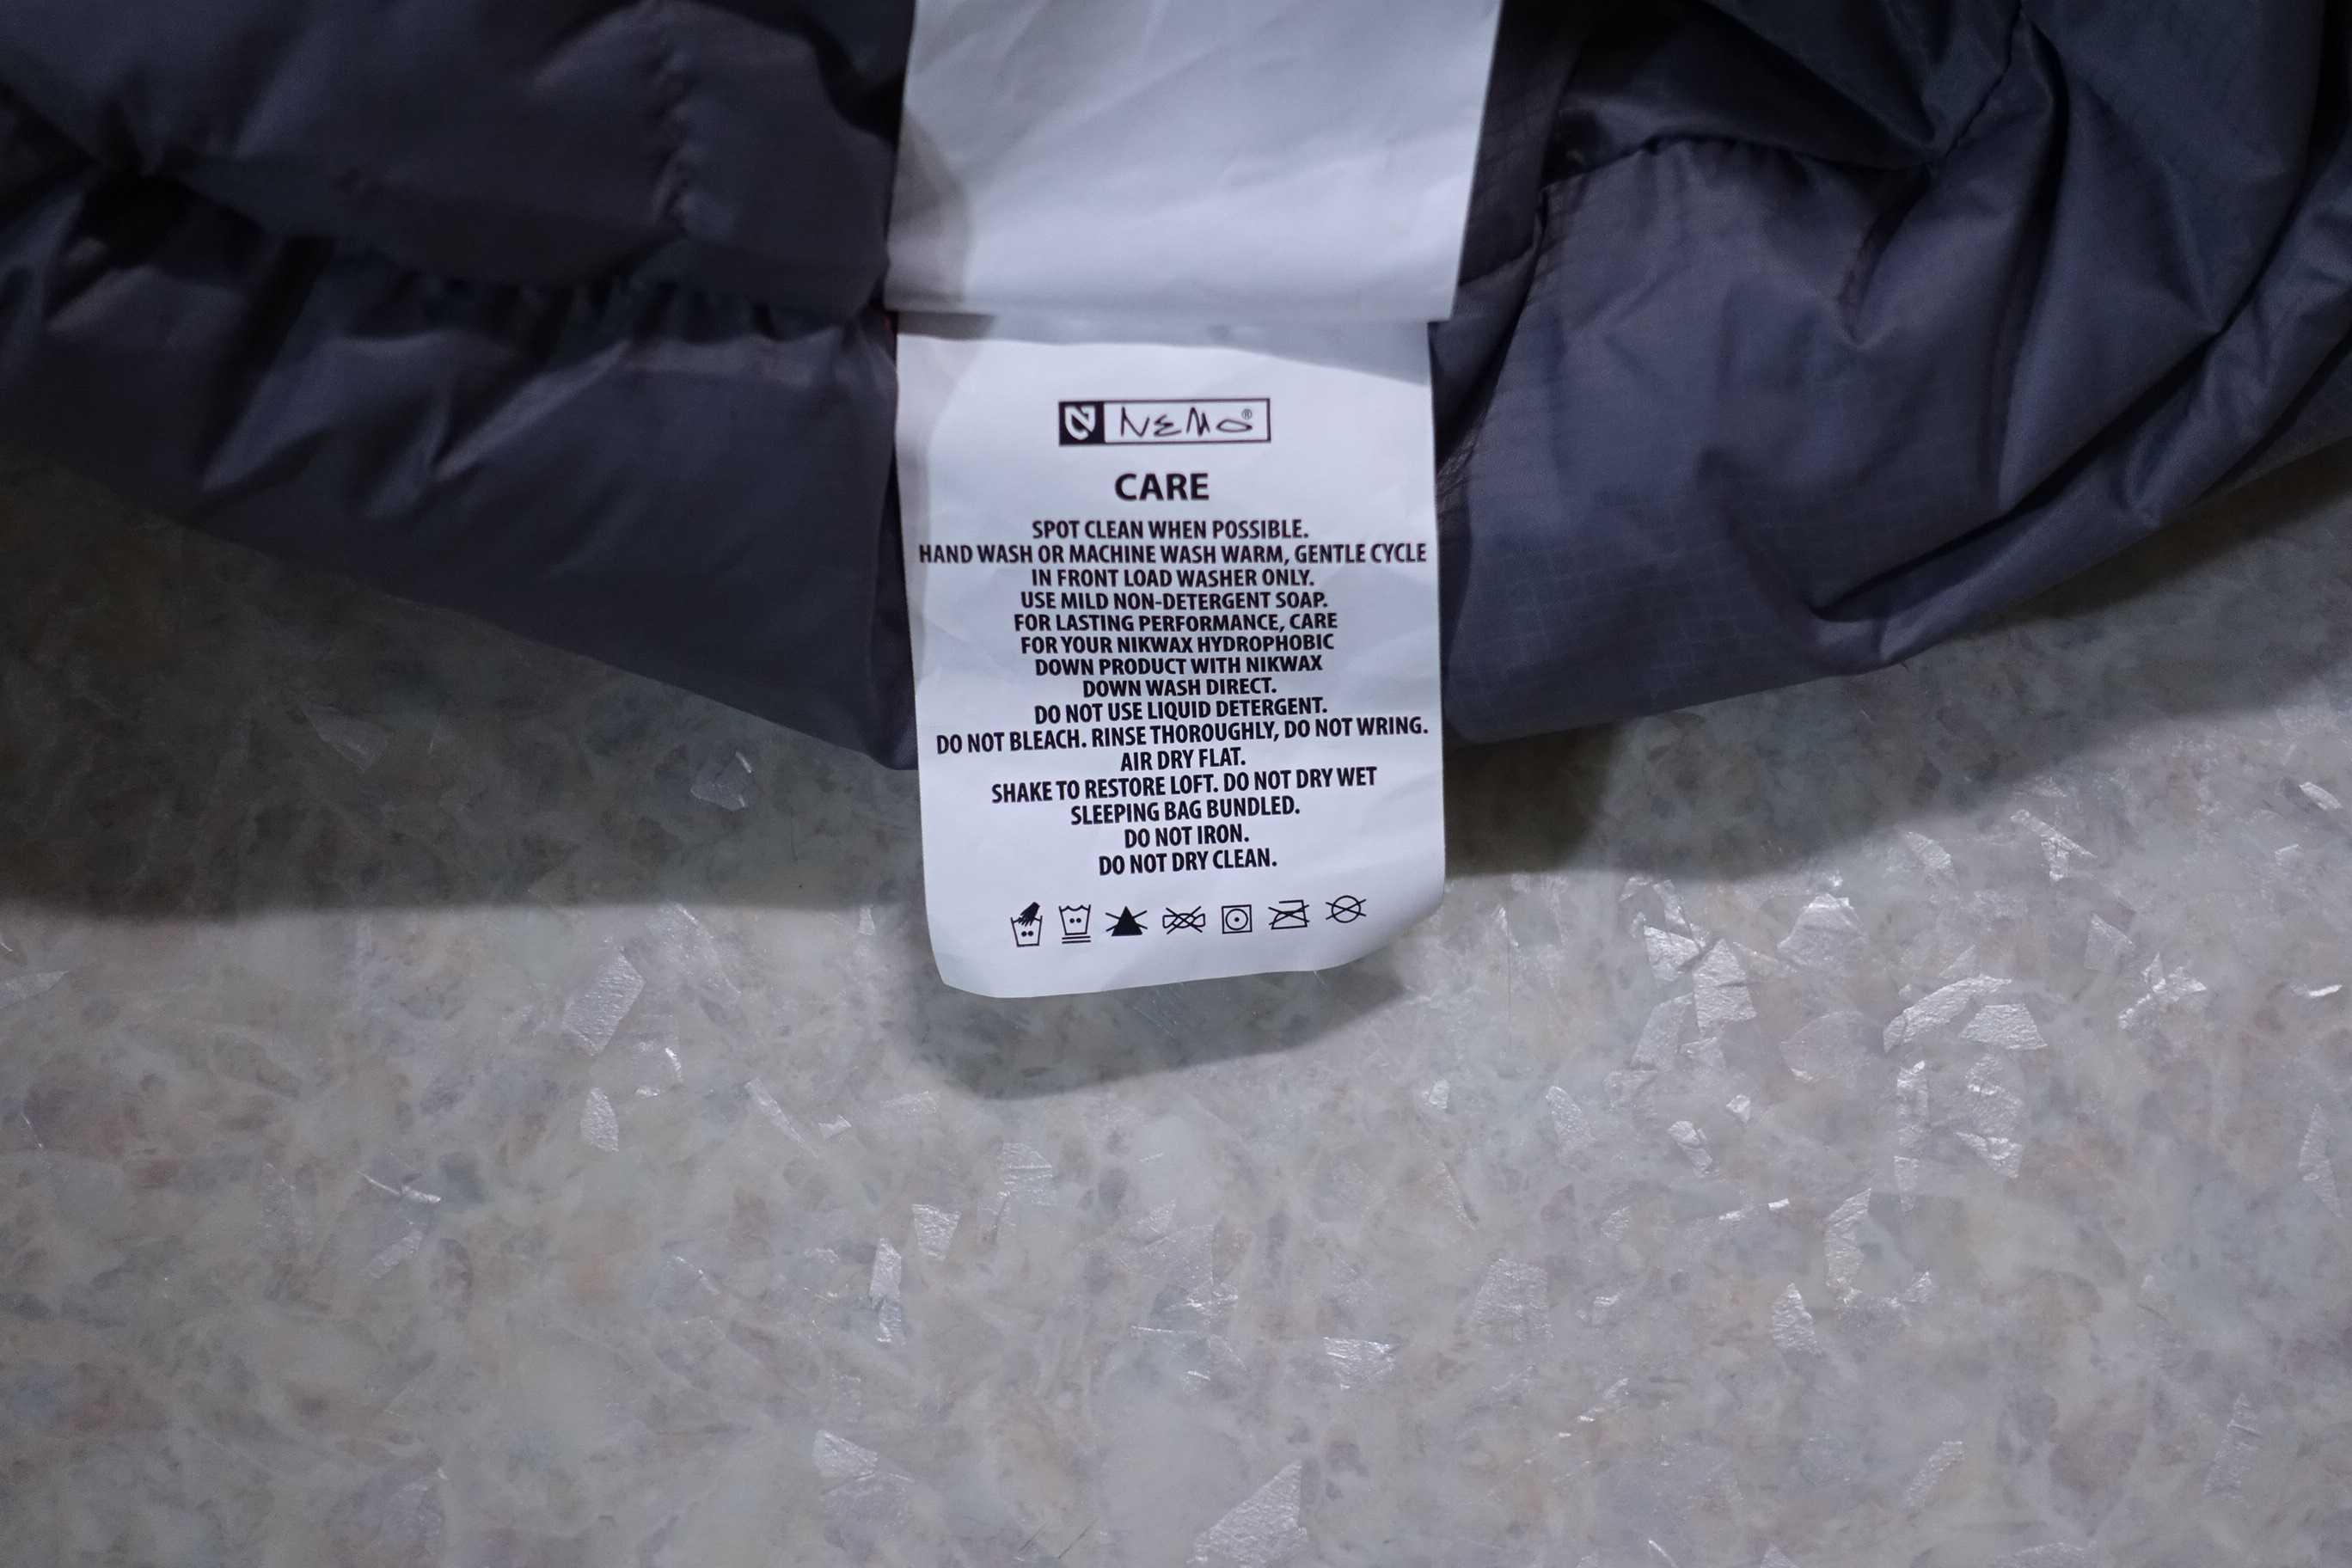 NEMO®
CARE
SPOT CLEAN WHEN POSSIBLE.
HAND WASH OR MACHINE WASH WARM, GENTLE CYCLE
IN FRONT LOAD WASHER ONLY.
USE MILD NON-DETERGENT SOAP.
FOR LASTING PERFORMANCE, CARE
FOR YOUR NIKWAX HYDROPHOBIC
DOWN PRODUCT WITH NIKWAX
DOWN WASH DIRECT.
DO NOT USE LIQUID DETERGENT.
DO NOT BLEACH. RINSE THOROUGHLY, DO NOT WRING.
AIR DRY FLAT.
SHAKE TO RESTORE LOFT. DO NOT DRY WET
SLEEPING BAG BUNDLED.
DO NOT IRON.
DO NOT DRY CLEAN.